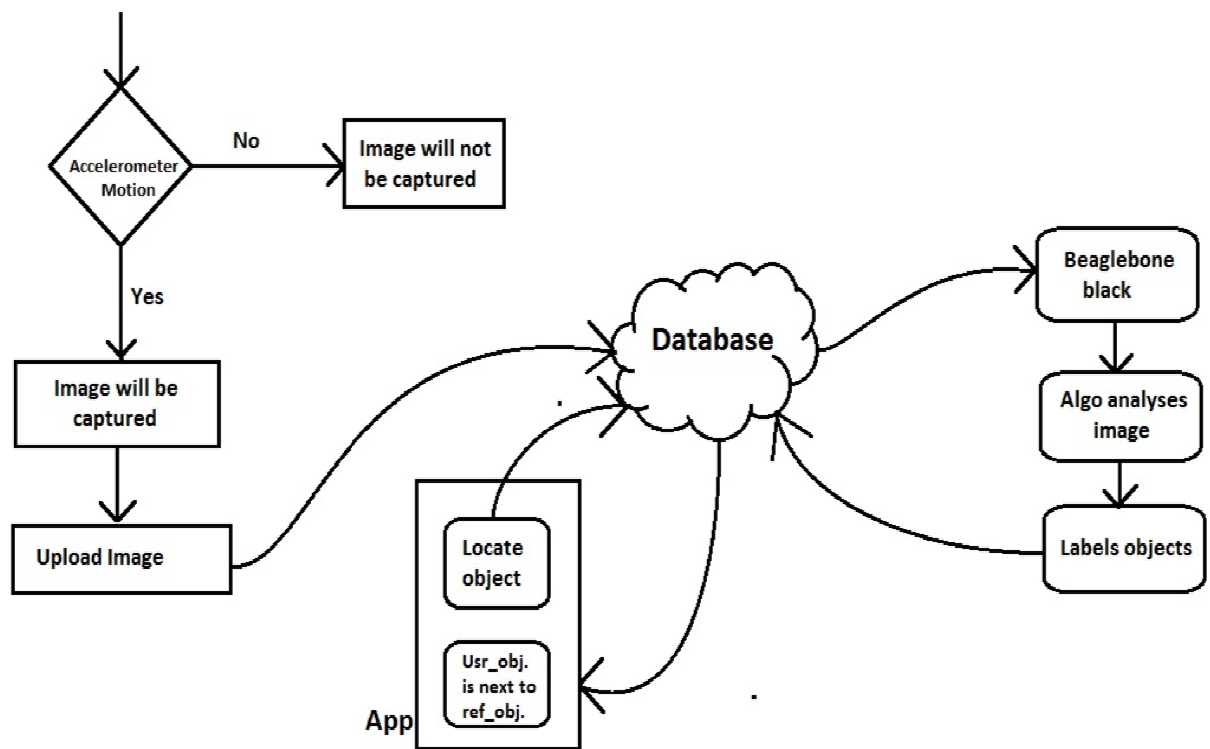 No
Accelerometer
Motion
Image will not
be captured
Yes
Image will be
captured
Upload Image
Database
Beaglebone
black
Algo analyses
image
Labels objects
Locate
object
Usr_obj.
is next to
ref_obj.
App